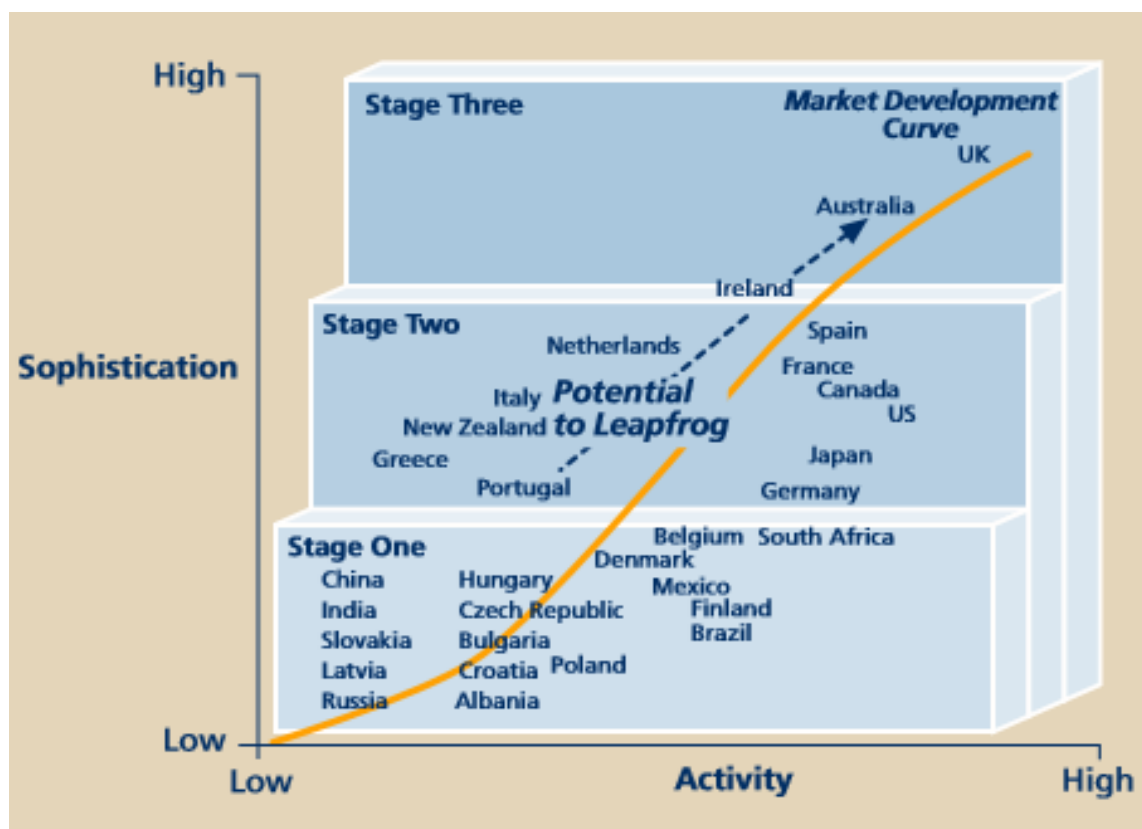 High
Stage Three
Market Development
Curve
UK
Australia
Ireland
Stage Two
Spain
Netherlands
Sophistication
France
Canada
Italy
Potential
US
New Zealand
to Leapfrog
Greece
Japan
Portugal
Germany
Stage One
Belgium
South Africa
Denmark
China
Hungary
Mexico
India
Czech Republic
Finland
Slovakia
Bulgaria
Brazil
Latvia
Croatia
Poland
Russia
Albania
Low
Low
Activity
High